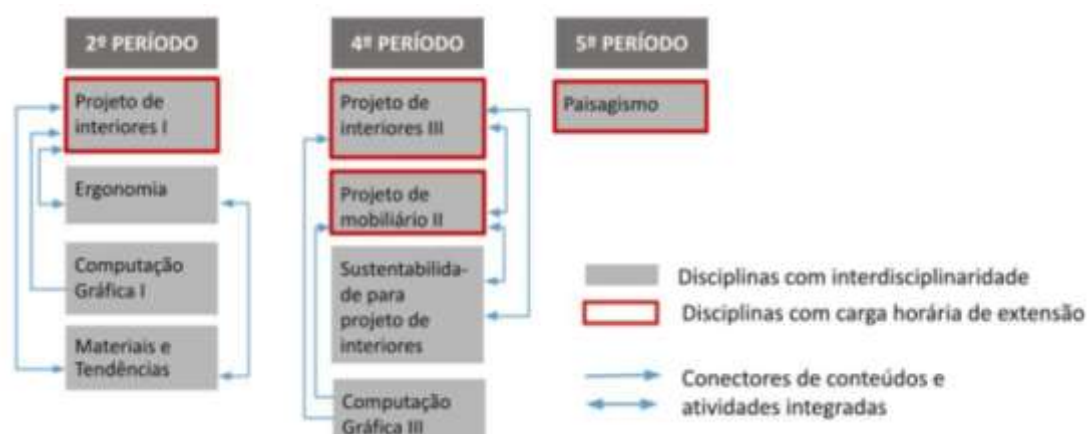 2º PERÍODO
Projeto de
interiores I
Ergonomia
Computação
Gráfica I
Materiais e
Tendências
4º PERÍODO
Projeto de
interiores III
Projeto de
mobiliário II
Sustentabilida-
de para
projeto de
interiores
Computação
Gráfica III
5º PERÍODO
Paisagismo
Disciplinas com interdisciplinaridade
Disciplinas com carga horária de extensão
Conectores de conteúdos e
atividades integradas